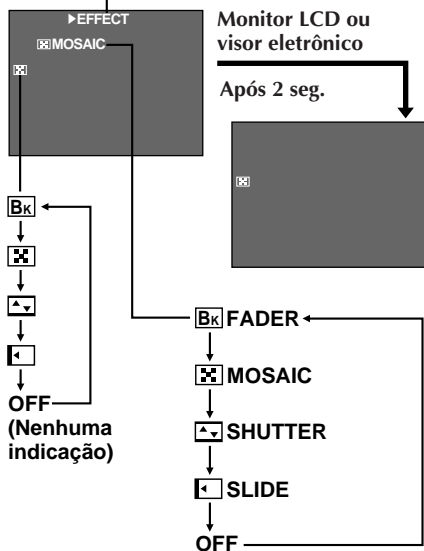 ▶EFFECT
MOSAIC
Monitor LCD ou
visor eletrônico
Após 2 seg.
BK
OFF
(Nenhuma
indicação)
BK FADER
MOSAIC
SHUTTER
SLIDE
OFF